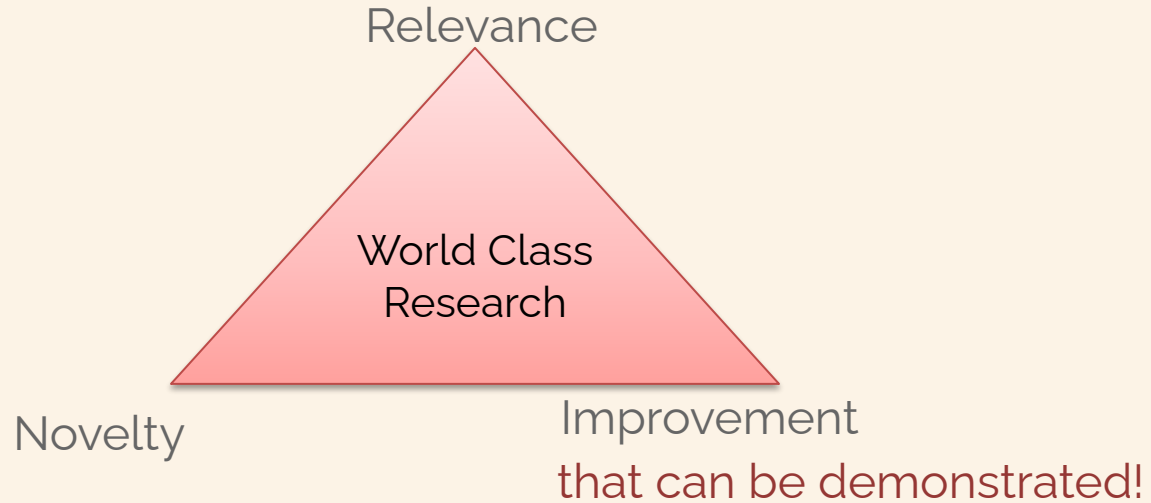 Relevance
World Class
Research
Novelty
Improvement
that can be demonstrated!